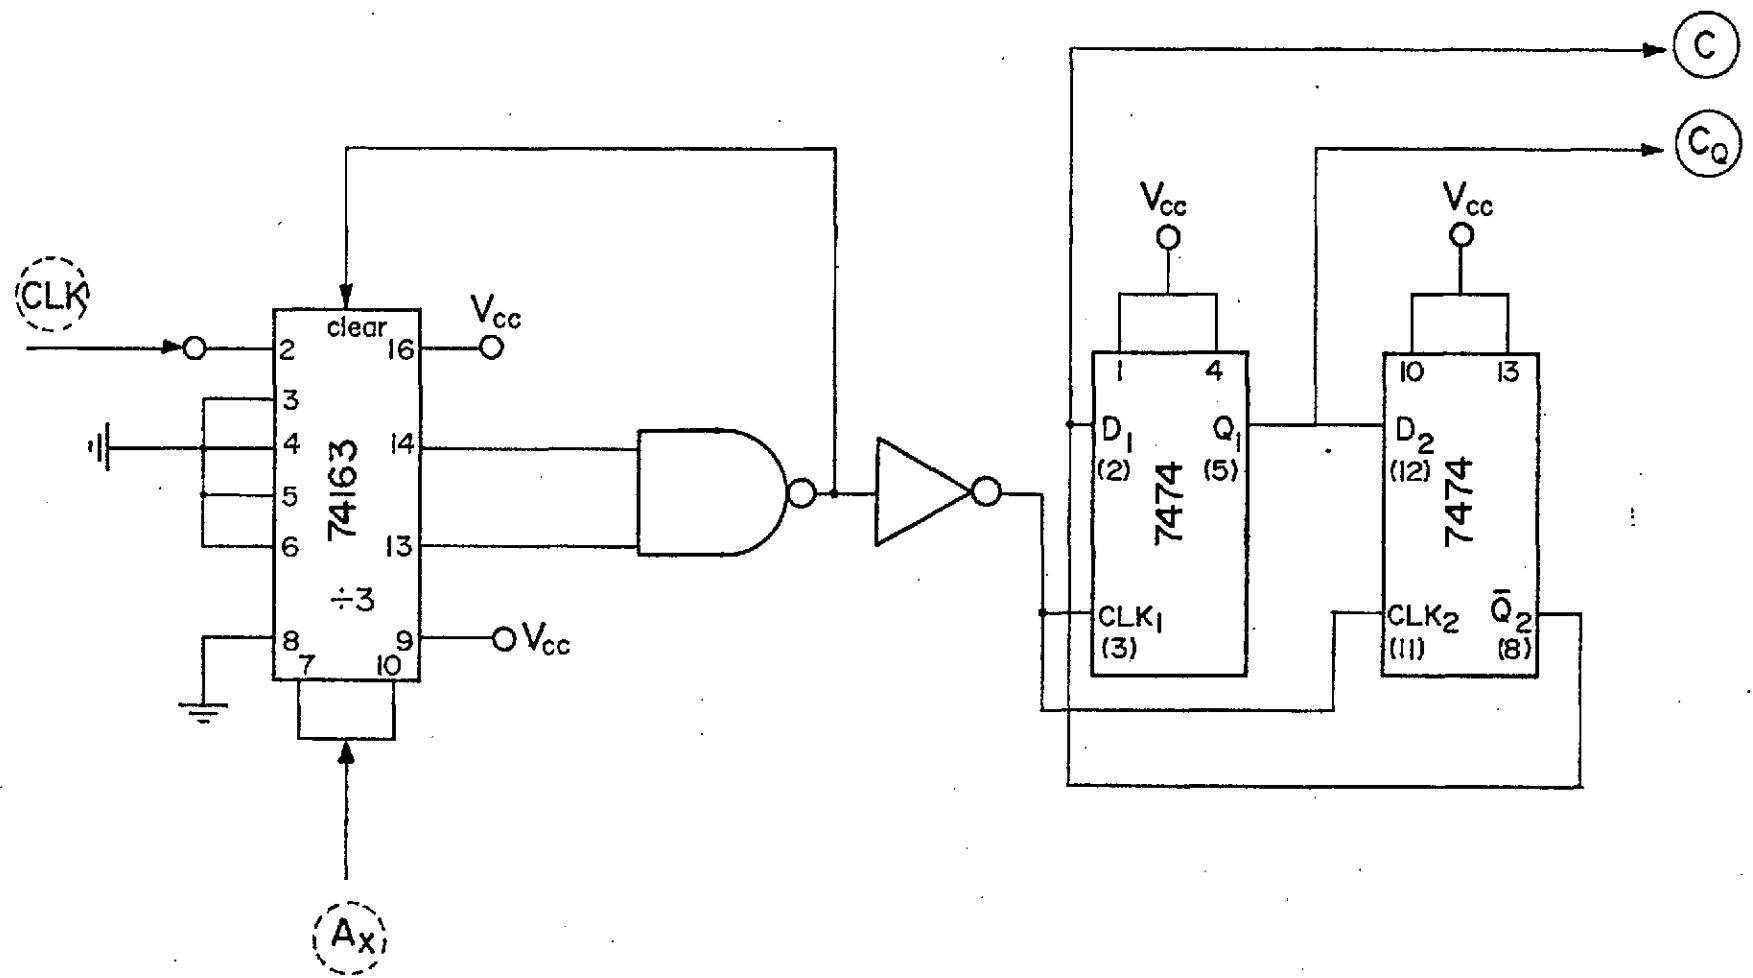 C
CQ
Vcc
Vcc
CLK
clear
Vcc
2
16
3
4
14
5
6
13
74163
÷3
8
9
Vcc
7
10
1
4
10
13
D1
Q1
D2
(2)
(5)
(12)
7474
7474
CLK1
CLK2
Q̄2
(3)
(11)
(8)
Ax